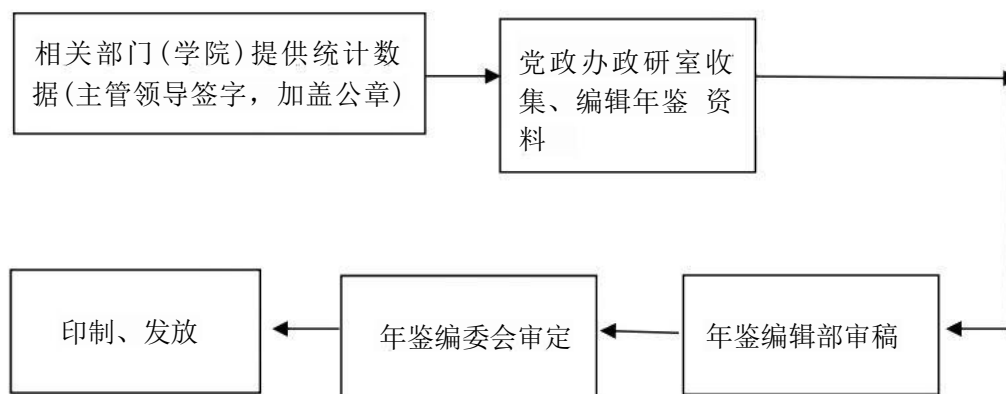 相关部门(学院)提供统计数
据(主管领导签字，加盖公章)
党政办政研室收
集、编辑年鉴 资
料
年鉴编辑部审稿
年鉴编委会审定
印制、发放